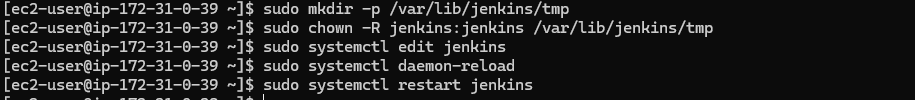 [ec2-user@ip-172-31-0-39 ~]$ sudo mkdir -p /var/lib/jenkins/tmp
[ec2-user@ip-172-31-0-39 ~]$ sudo chown -R jenkins:jenkins /var/lib/jenkins/tmp
[ec2-user@ip-172-31-0-39 ~]$ sudo systemctl edit jenkins
[ec2-user@ip-172-31-0-39 ~]$ sudo systemctl daemon-reload
[ec2-user@ip-172-31-0-39 ~]$ sudo systemctl restart jenkins